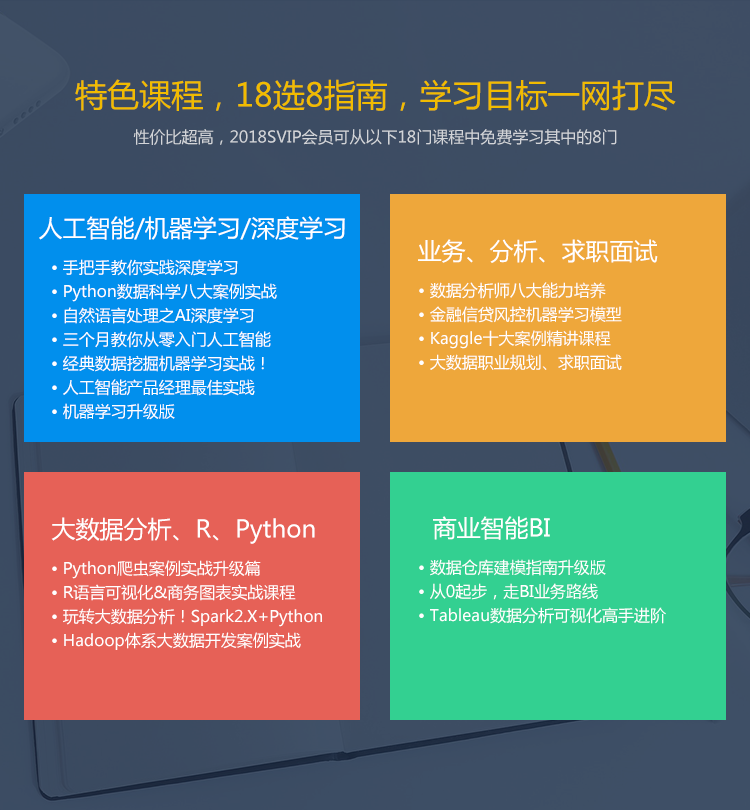 特色课程，18选8指南，学习目标一网打尽
性价比超高，2018SVIP会员可从以下18门课程中免费学习其中的8门
人工智能/机器学习/深度学习
• 手把手教你实践深度学习
• Python数据科学八大案例实战
• 自然语言处理之AI深度学习
• 三个月教你从零入门人工智能
• 经典数据挖掘机器学习实战！
• 人工智能产品经理最佳实践
• 机器学习升级版
业务、分析、求职面试
• 数据分析师八大能力培养
• 金融信贷风控机器学习模型
• Kaggle十大案例精讲课程
• 大数据职业规划、求职面试
大数据分析、R、Python
• Python爬虫案例实战升级篇
• R语言可视化&商务图表实战课程
• 玩转大数据分析！Spark2.X+Python
• Hadoop体系大数据开发案例实战
商业智能BI
• 数据仓库建模指南升级版
• 从0起步，走BI业务路线
• Tableau数据分析可视化高手进阶